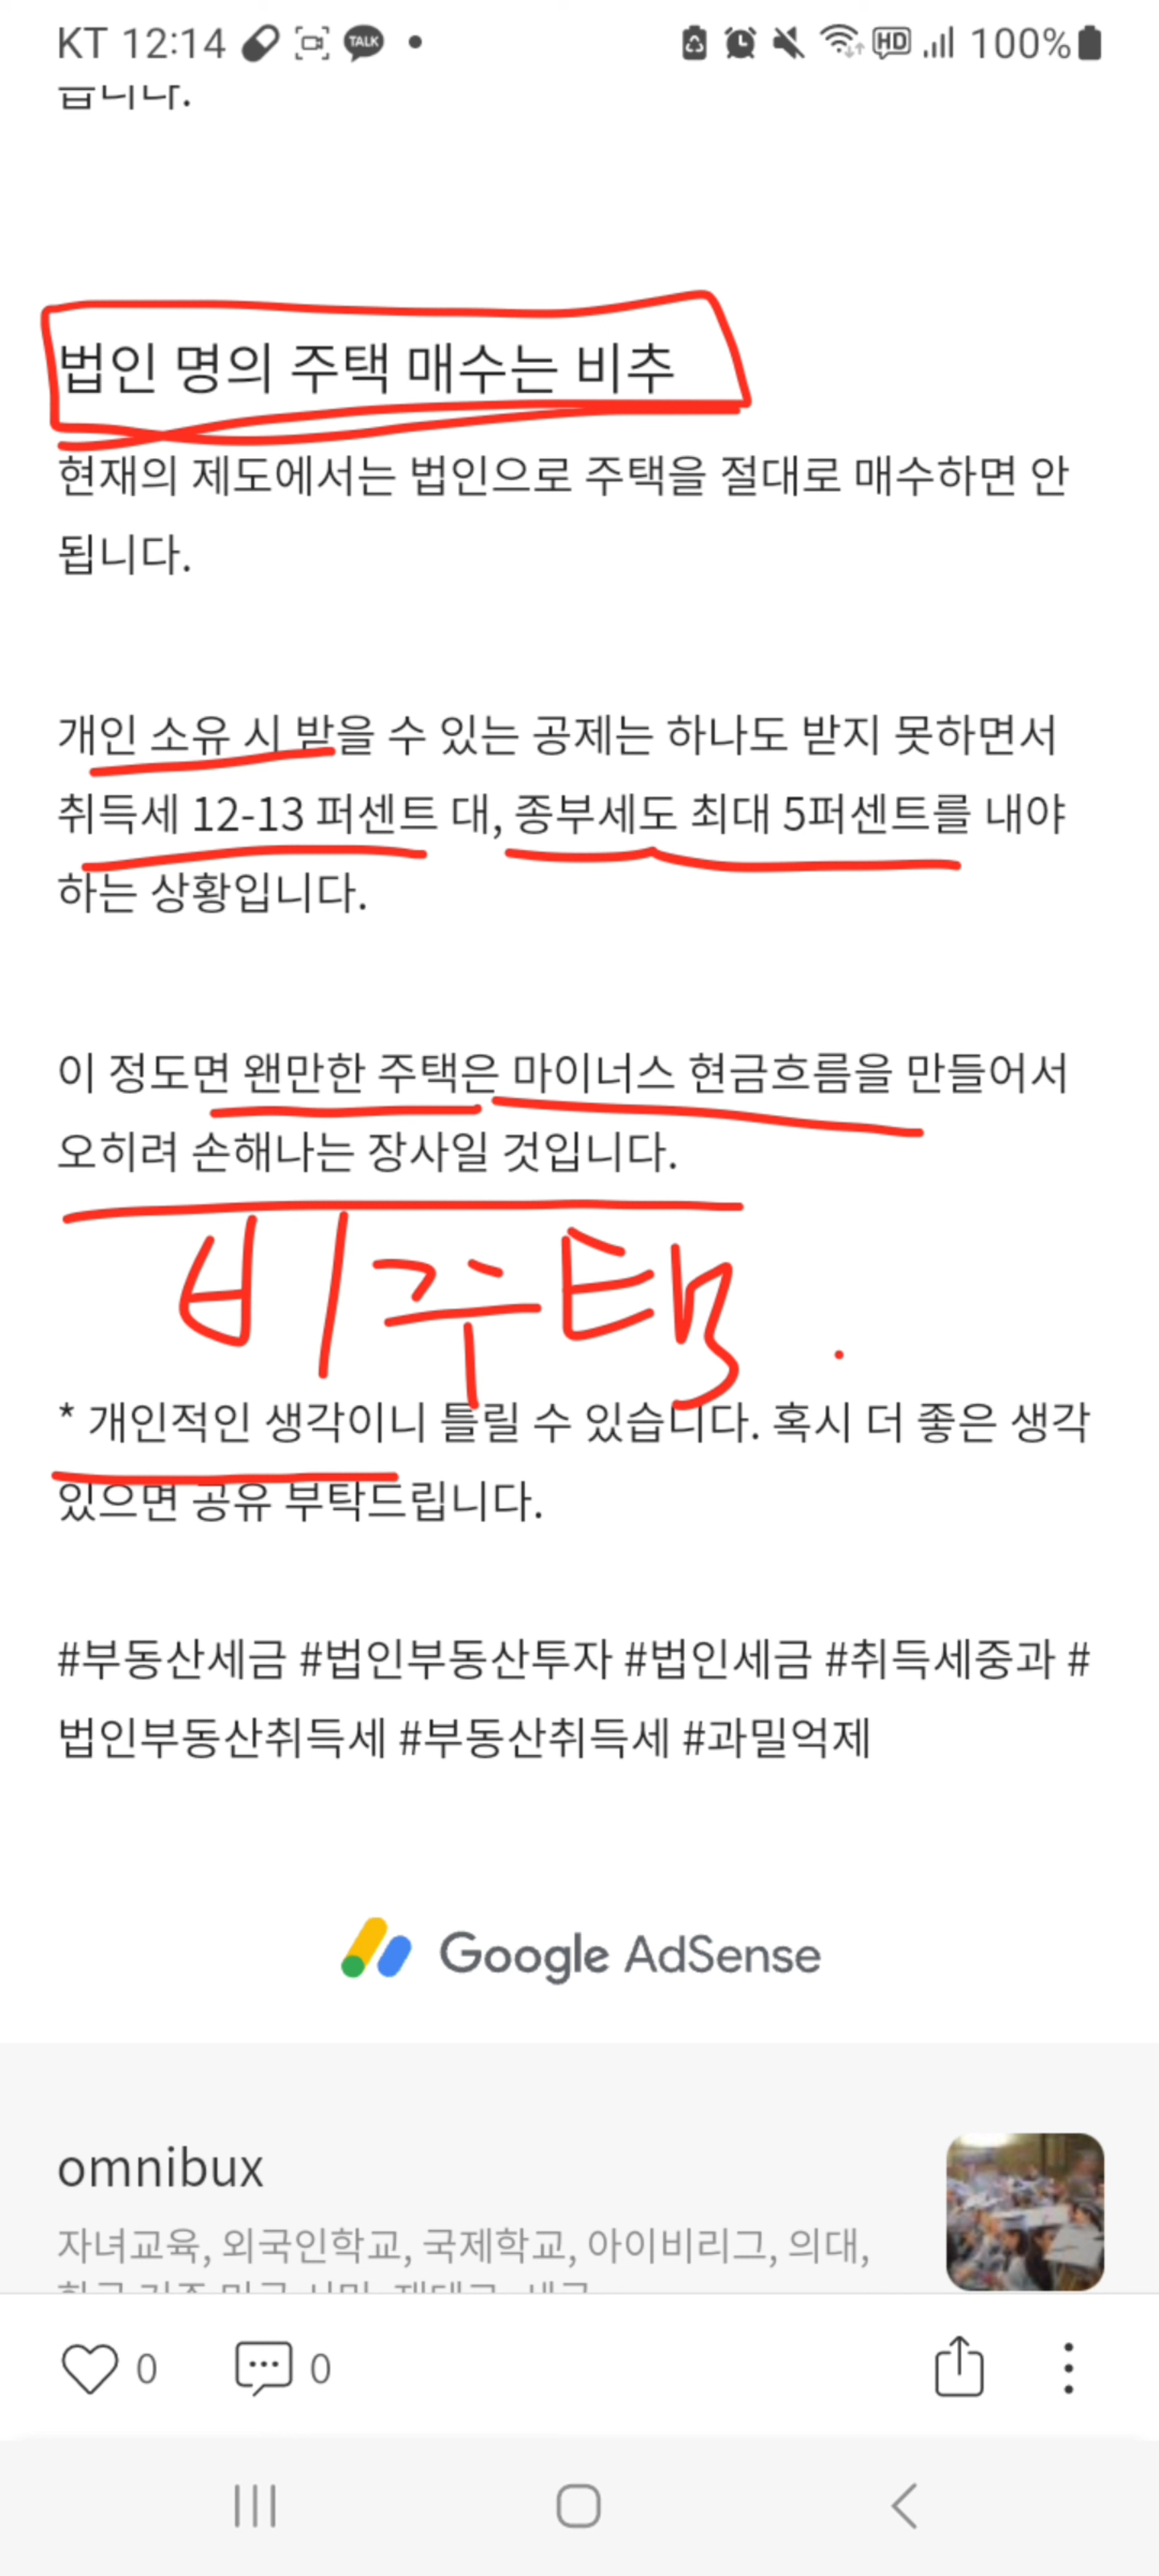 KT 12:14 TALK HD 100%
습니다.
법인 명의 주택 매수는 비추
현재의 제도에서는 법인으로 주택을 절대로 매수하면 안
됩니다.
개인 소유 시 받을 수 있는 공제는 하나도 받지 못하면서
취득세 12-13 퍼센트 대, 종부세도 최대 5퍼센트를 내야
하는 상황입니다.
이 정도면 왠만한 주택은 마이너스 현금흐름을 만들어서
오히려 손해나는 장사일 것입니다.
비주택.
* 개인적인 생각이니 틀릴 수 있습니다. 혹시 더 좋은 생각
있으면 공유 부탁드립니다.
#부동산세금 #법인부동산투자 #법인세금 #취득세중과 #
법인부동산취득세 #부동산취득세 #과밀억제
Google AdSense
omnibux
자녀교육, 외국인학교, 국제학교, 아이비리그, 의대,
0 0